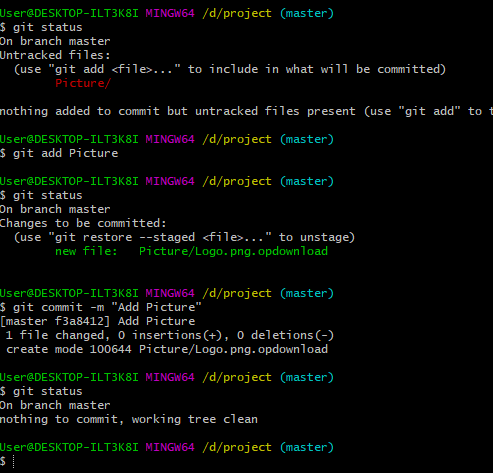 User@DESKTOP-ILT3K8I MINGW64 /d/project (master)
$ git status
On branch master
Untracked files:
  (use "git add <file>..." to include in what will be committed)
        Picture/

nothing added to commit but untracked files present (use "git add" to t

User@DESKTOP-ILT3K8I MINGW64 /d/project (master)
$ git add Picture

User@DESKTOP-ILT3K8I MINGW64 /d/project (master)
$ git status
On branch master
Changes to be committed:
  (use "git restore --staged <file>..." to unstage)
        new file:   Picture/Logo.png.opdownload


User@DESKTOP-ILT3K8I MINGW64 /d/project (master)
$ git commit -m "Add Picture"
[master f3a8412] Add Picture
 1 file changed, 0 insertions(+), 0 deletions(-)
 create mode 100644 Picture/Logo.png.opdownload

User@DESKTOP-ILT3K8I MINGW64 /d/project (master)
$ git status
On branch master
nothing to commit, working tree clean

User@DESKTOP-ILT3K8I MINGW64 /d/project (master)
$